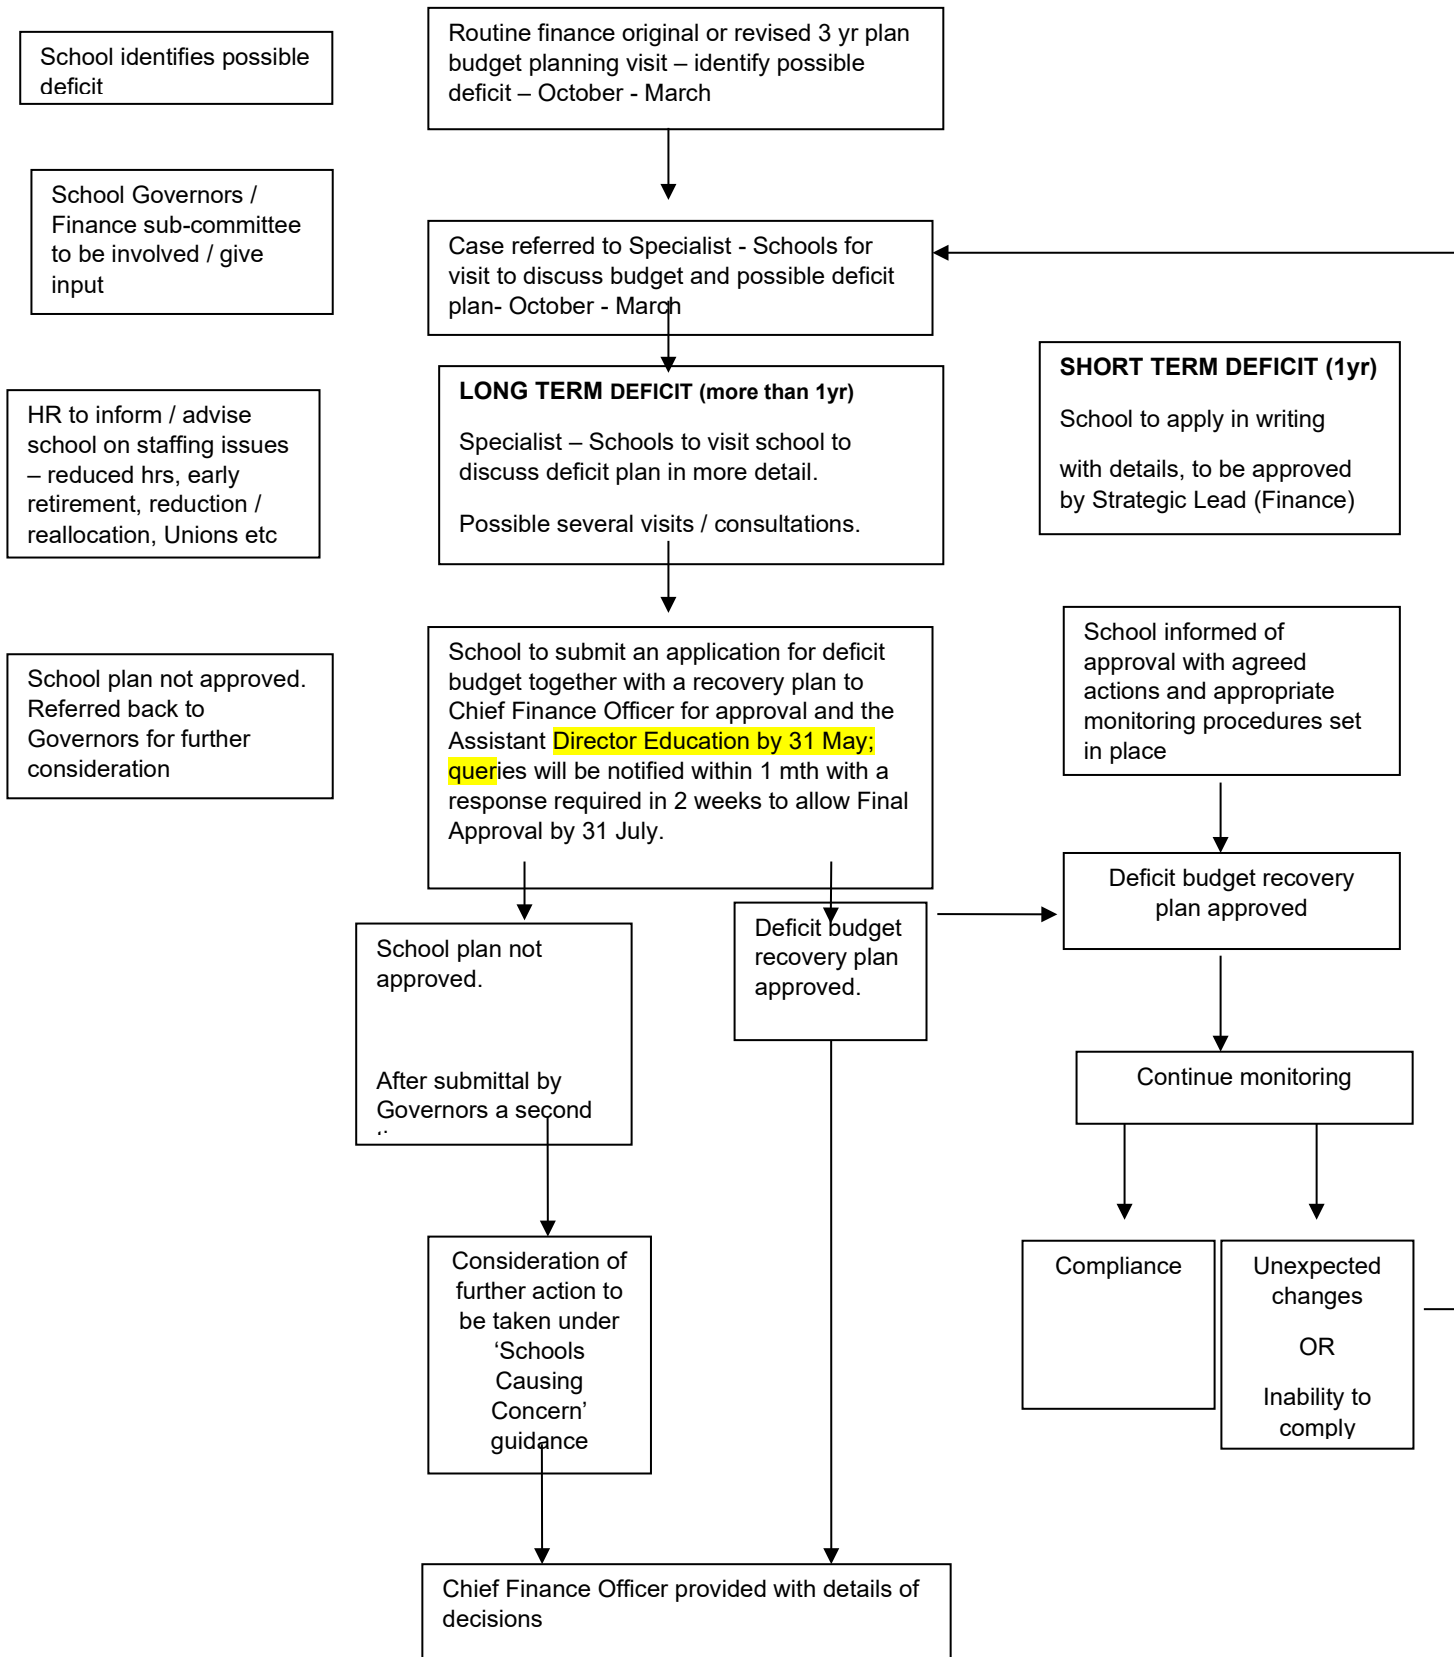 School identifies possible
deficit
Routine finance original or revised 3 yr plan
budget planning visit – identify possible
deficit – October - March
School Governors /
Finance sub-committee
to be involved / give
input
Case referred to Specialist - Schools for
visit to discuss budget and possible deficit
plan- October - March
HR to inform / advise
school on staffing issues
– reduced hrs, early
retirement, reduction /
reallocation, Unions etc
LONG TERM DEFICIT (more than 1yr)
Specialist – Schools to visit school to
discuss deficit plan in more detail.
Possible several visits / consultations.
SHORT TERM DEFICIT (1yr)
School to apply in writing
with details, to be approved
by Strategic Lead (Finance)
School plan not approved.
Referred back to
Governors for further
consideration
School to submit an application for deficit
budget together with a recovery plan to
Chief Finance Officer for approval and the
Assistant Director Education by 31 May;
queries will be notified within 1 mth with a
response required in 2 weeks to allow Final
Approval by 31 July.
School informed of
approval with agreed
actions and appropriate
monitoring procedures set
in place
School plan not
approved.
After submittal by
Governors a second
Deficit budget
recovery plan
approved.
Deficit budget recovery
plan approved
Continue monitoring
Consideration of
further action to
be taken under
‘Schools
Causing
Concern’
guidance
Compliance
Unexpected
changes
OR
Inability to
comply
Chief Finance Officer provided with details of
decisions